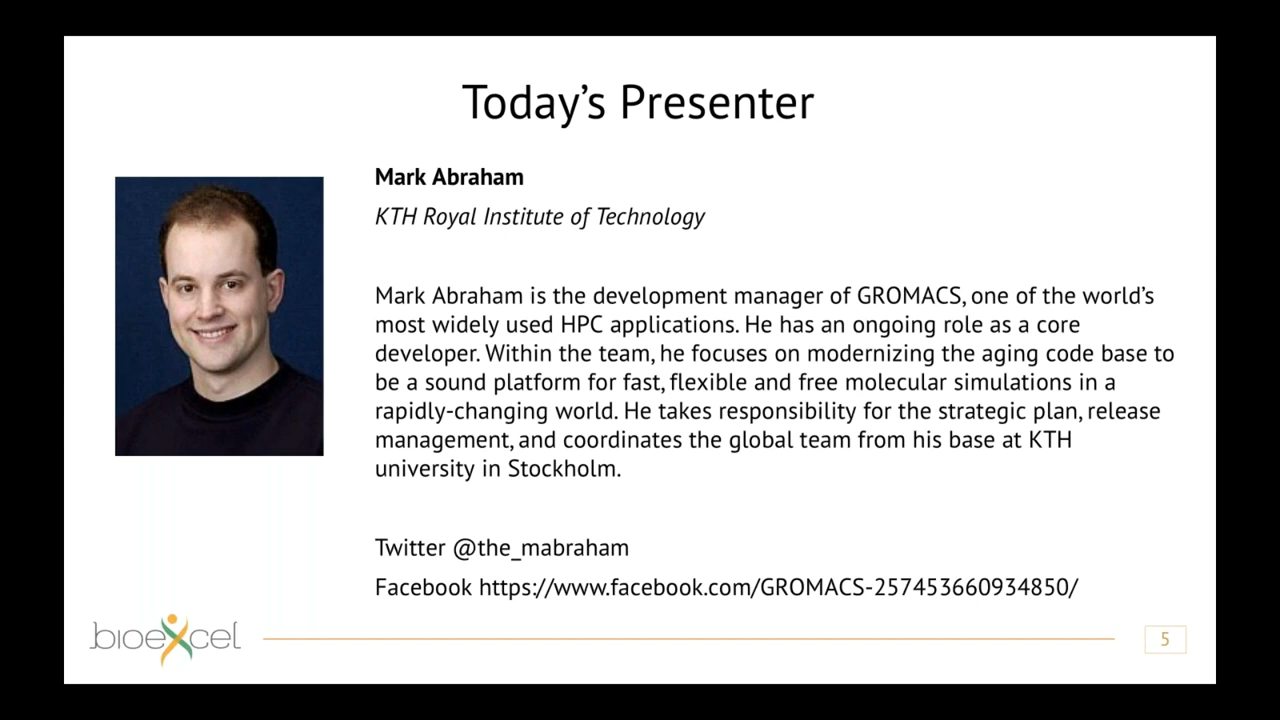 Today’s Presenter
Mark Abraham
KTH Royal Institute of Technology
Mark Abraham is the development manager of GROMACS, one of the world’s
most widely used HPC applications. He has an ongoing role as a core
developer. Within the team, he focuses on modernizing the aging code base to
be a sound platform for fast, flexible and free molecular simulations in a
rapidly-changing world. He takes responsibility for the strategic plan, release
management, and coordinates the global team from his base at KTH
university in Stockholm.
Twitter @the_mabraham
Facebook https://www.facebook.com/GROMACS-257453660934850/
bioexcel
5